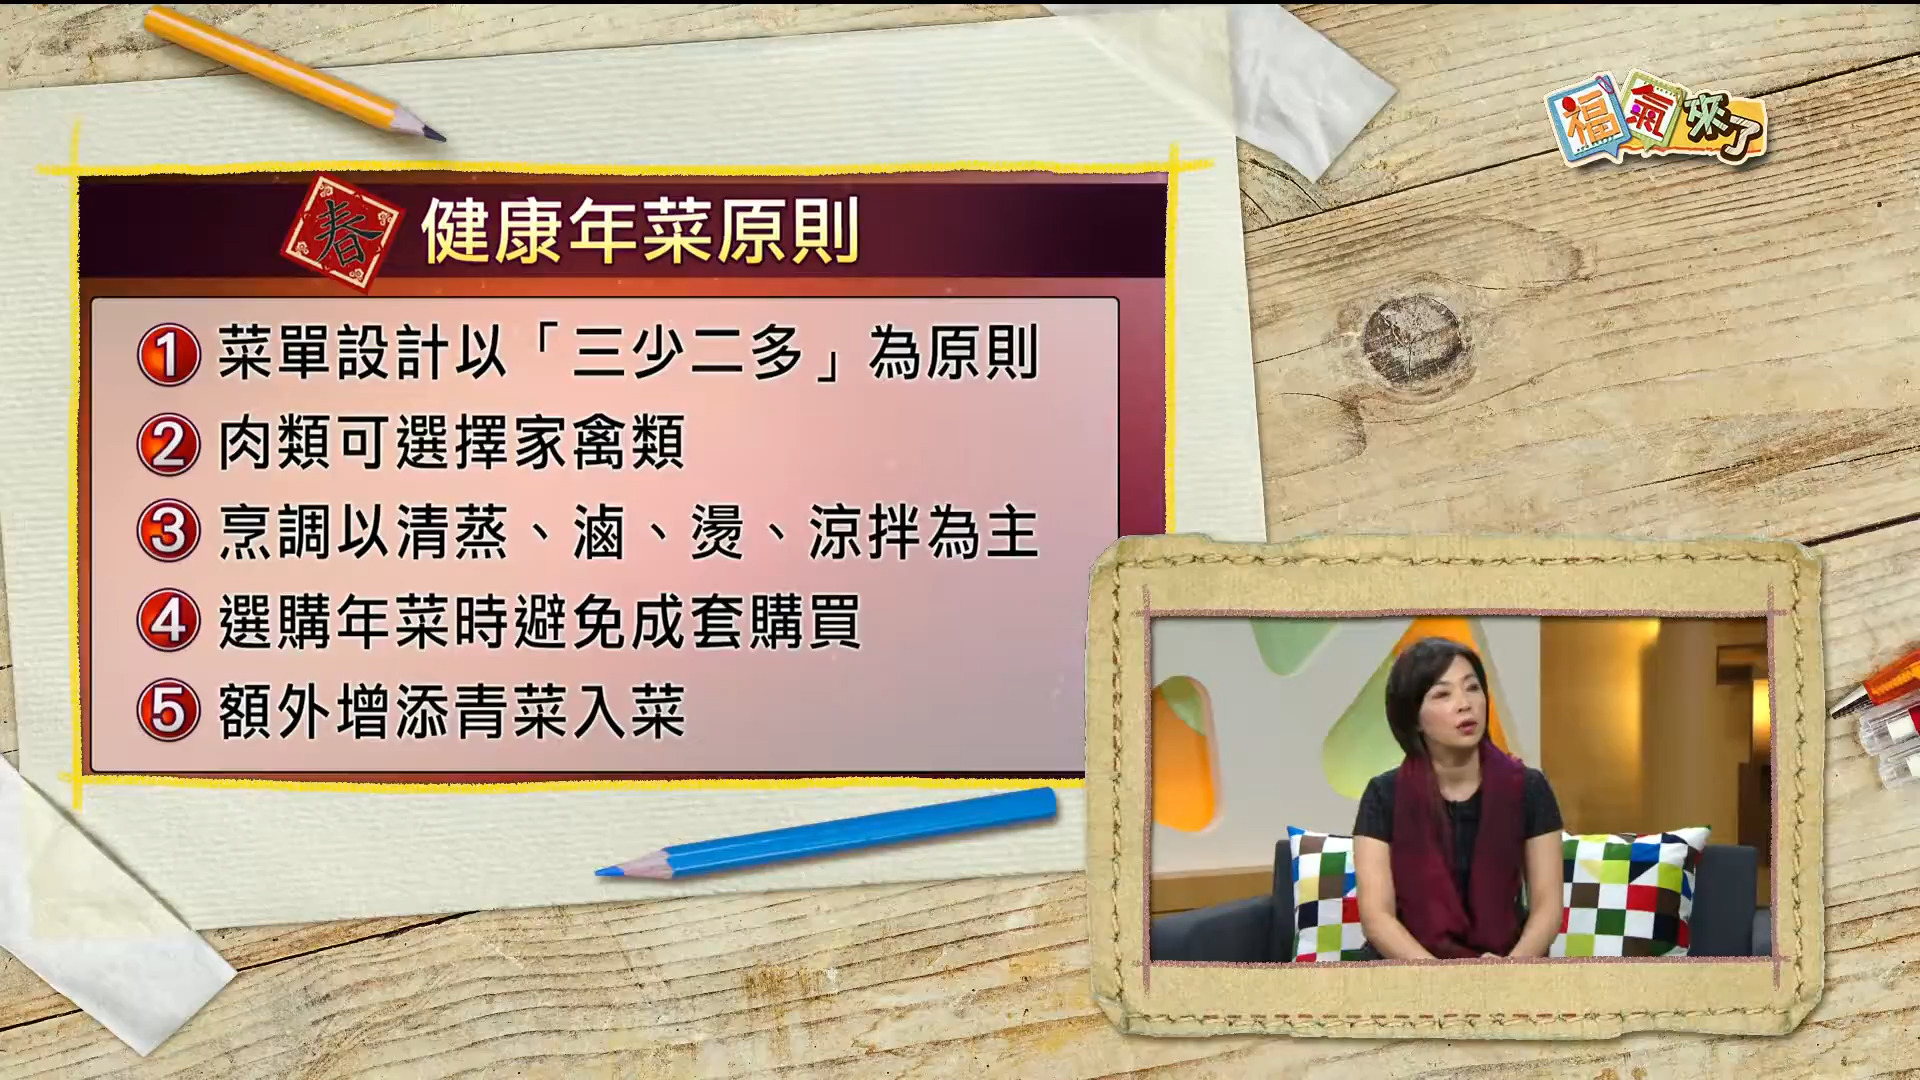 福氣來了
春 健康年菜原則
1 菜單設計以「三少二多」為原則
2 肉類可選擇家禽類
3 烹調以清蒸、滷、燙、涼拌為主
4 選購年菜時避免成套購買
5 額外增添青菜入菜